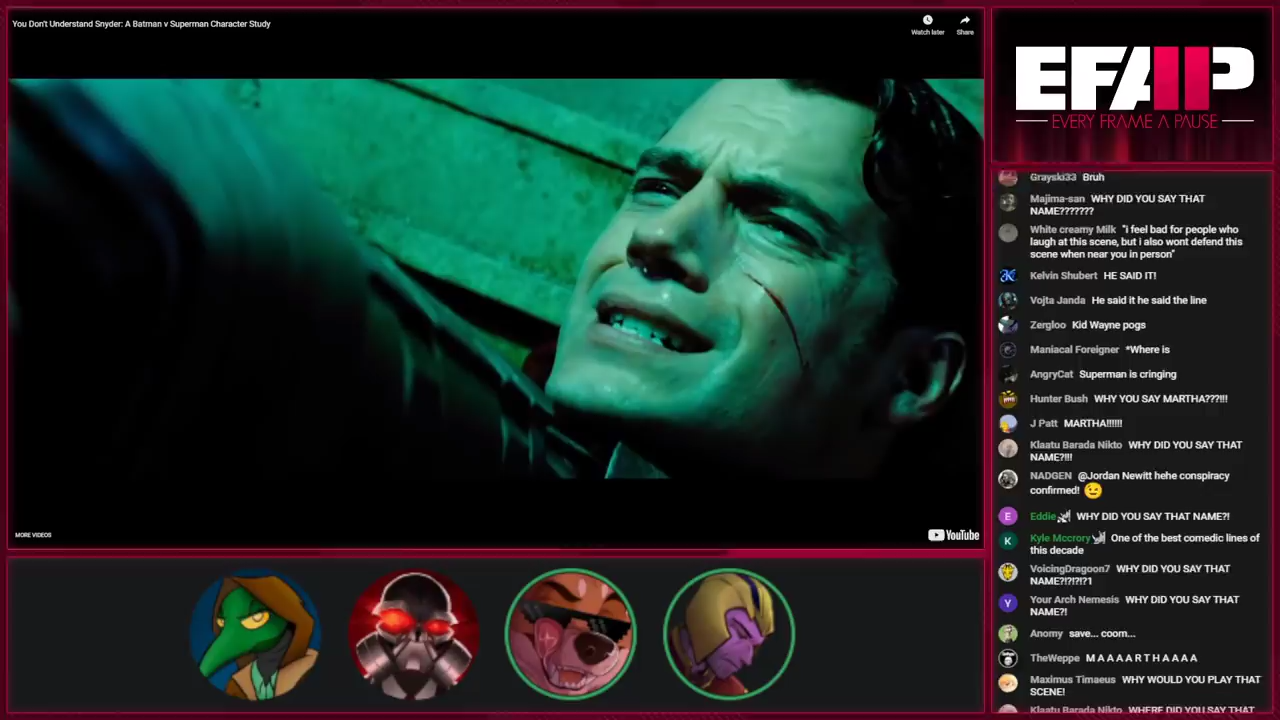 You Don't Understand Snyder: A Batman v Superman Character Study
Watch later
Share
MORE VIDEOS
YouTube
EFAP
EVERY FRAME A PAUSE
Grayski33 Bruh
Majima-san WHY DID YOU SAY THAT
NAME???????
White creamy Milk "i feel bad for people who
laugh at this scene, but i also wont defend this
scene when near you in person"
Kelvin Shubert HE SAID IT!
Vojta Janda He said it he said the line
Zergloo Kid Wayne pogs
Maniacal Foreigner *Where is
AngryCat Superman is cringing
Hunter Bush WHY YOU SAY MARTHA???!!!
J Patt MARTHA!!!!!!
Klaatu Barada Nikto WHY DID YOU SAY THAT
NAME?!!!
NADGEN @Jordan Newitt hehe conspiracy
confirmed! 😉
E
Eddie WHY DID YOU SAY THAT NAME?!
K
Kyle Mccrory One of the best comedic lines of
this decade
VoicingDragoon7 WHY DID YOU SAY THAT
NAME?!?!?!?1
Y
Your Arch Nemesis WHY DID YOU SAY THAT
NAME?!
Anomy save... coom...
TheWeppe M A A A A R T H A A A A
Maximus Timaeus WHY WOULD YOU PLAY THAT
SCENE!
Klaatu Barada Nikto WHERE DID YOU SAY THAT